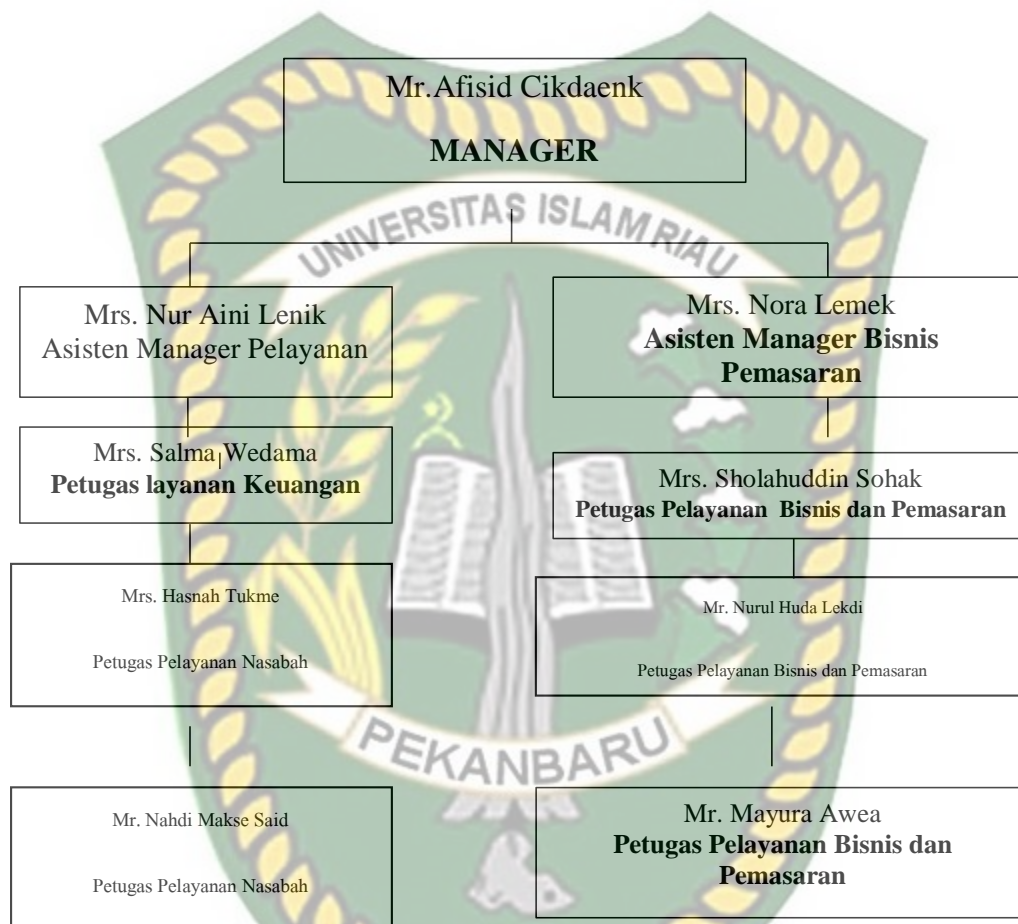 Mr.Afisid Cikdaenk
MANAGER
UNIVERSITAS ISLAM RIAU
Mrs. Nur Aini Lenik
Asisten Manager Pelayanan
Mrs. Nora Lemek
Asisten Manager Bisnis
Pemasaran
Mrs. Salma Wedama
Petugas layanan Keuangan
Mrs. Sholahuddin Sohak
Petugas Pelayanan Bisnis dan Pemasaran
Mrs. Hasnah Tukme
Petugas Pelayanan Nasabah
Mr. Nurul Huda Lekdi
Petugas Pelayanan Bisnis dan Pemasaran
PEKANBARU
Mr. Nahdi Makse Said
Petugas Pelayanan Nasabah
Mr. Mayura Awea
Petugas Pelayanan Bisnis dan
Pemasaran